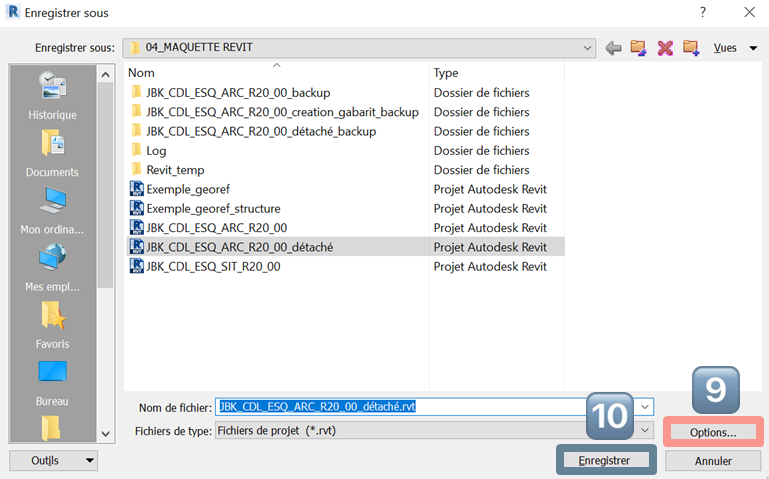 Enregistrer sous
Enregistrer sous: 04_MAQUETTE REVIT Vues
Nom Type
JBK_CDL_ESQ_ARC_R20_00_backup Dossier de fichiers
JBK_CDL_ESQ_ARC_R20_00_creation_gabarit_backup Dossier de fichiers
JBK_CDL_ESQ_ARC_R20_00_détaché_backup Dossier de fichiers
Log Dossier de fichiers
Revit_temp Dossier de fichiers
Exemple_georef Projet Autodesk Revit
Exemple_georef_structure Projet Autodesk Revit
JBK_CDL_ESQ_ARC_R20_00 Projet Autodesk Revit
JBK_CDL_ESQ_ARC_R20_00_détaché Projet Autodesk Revit
JBK_CDL_ESQ_SIT_R20_00 Projet Autodesk Revit
Historique
Documents
Mon ordina...
Mes empl...
Favoris
Bureau
Nom de fichier: JBK_CDL_ESQ_ARC_R20_00_détaché.rvt
Fichiers de type: Fichiers de projet (*.rvt)
9
Options...
10
Outils
Enregistrer
Annuler